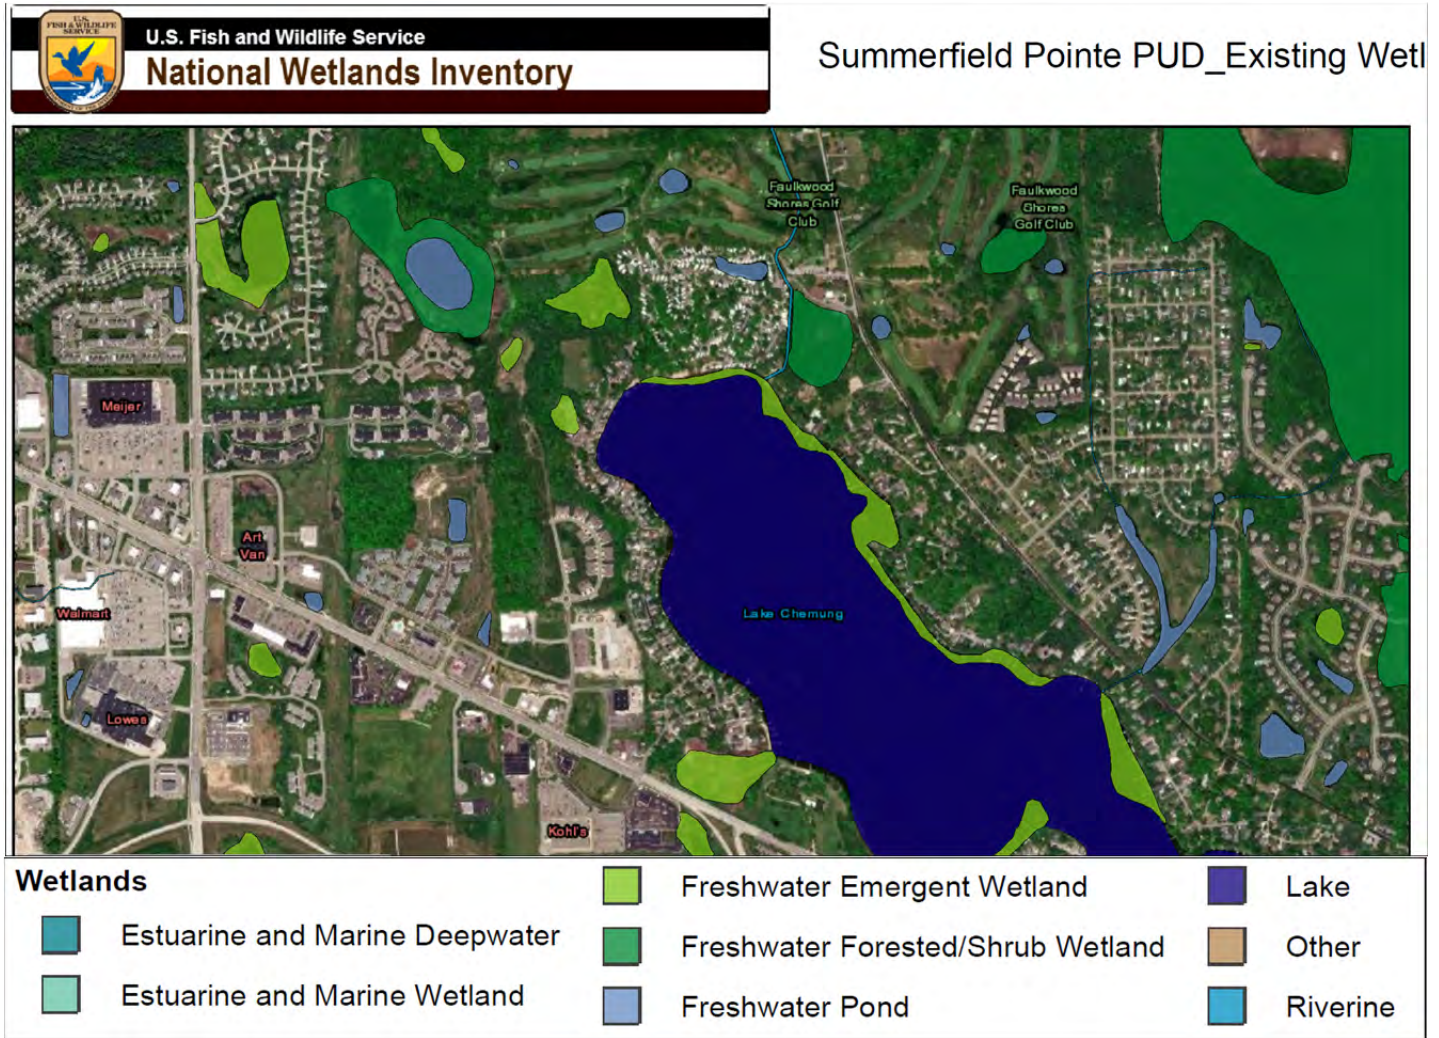 U.S.
FISH & WILDLIFE
SERVICE
U.S. Fish and Wildlife Service
National Wetlands Inventory
Summerfield Pointe PUD_Existing Wetl
Faulkwood
Shores Golf
Club
Faulkwood
Shores
Golf Club
Meijer
Art
Van
Walmart
Lake Chemung
Lowes
Kohl's
Wetlands
Estuarine and Marine Deepwater
Estuarine and Marine Wetland
Freshwater Emergent Wetland
Freshwater Forested/Shrub Wetland
Freshwater Pond
Lake
Other
Riverine